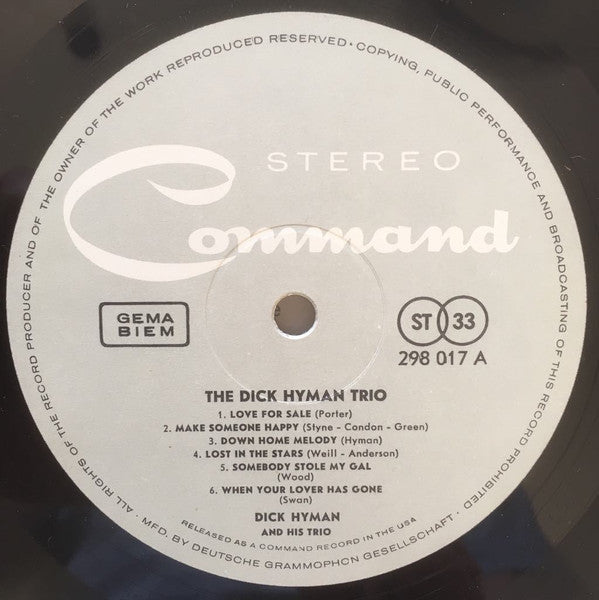 ALL RIGHTS OF THE RECORD PRODUCER AND OF THE OWNER OF THE WORK REPRODUCED RESERVED · COPYING, PUBLIC PERFORMANCE AND BROADCASTING OF THIS RECORD PROHIBITED
STEREO
Command
GEMA
BIEM
ST 33
298 017 A
THE DICK HYMAN TRIO
1. LOVE FOR SALE (Porter)
2. MAKE SOMEONE HAPPY (Styne - Condon - Green)
3. DOWN HOME MELODY (Hyman)
4. LOST IN THE STARS (Weill - Anderson)
5. SOMEBODY STOLE MY GAL
(Wood)
6. WHEN YOUR LOVER HAS GONE
(Swan)
DICK HYMAN
AND HIS TRIO
RELEASED AS A COMMAND RECORD IN THE USA
· MFD. BY DEUTSCHE GRAMMOPHON GESELLSCHAFT ·